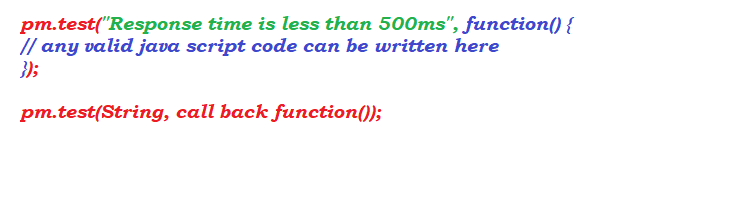 pm.test("Response time is less than 500ms", function() {
// any valid java script code can be written here
});
pm.test(String, call back function());